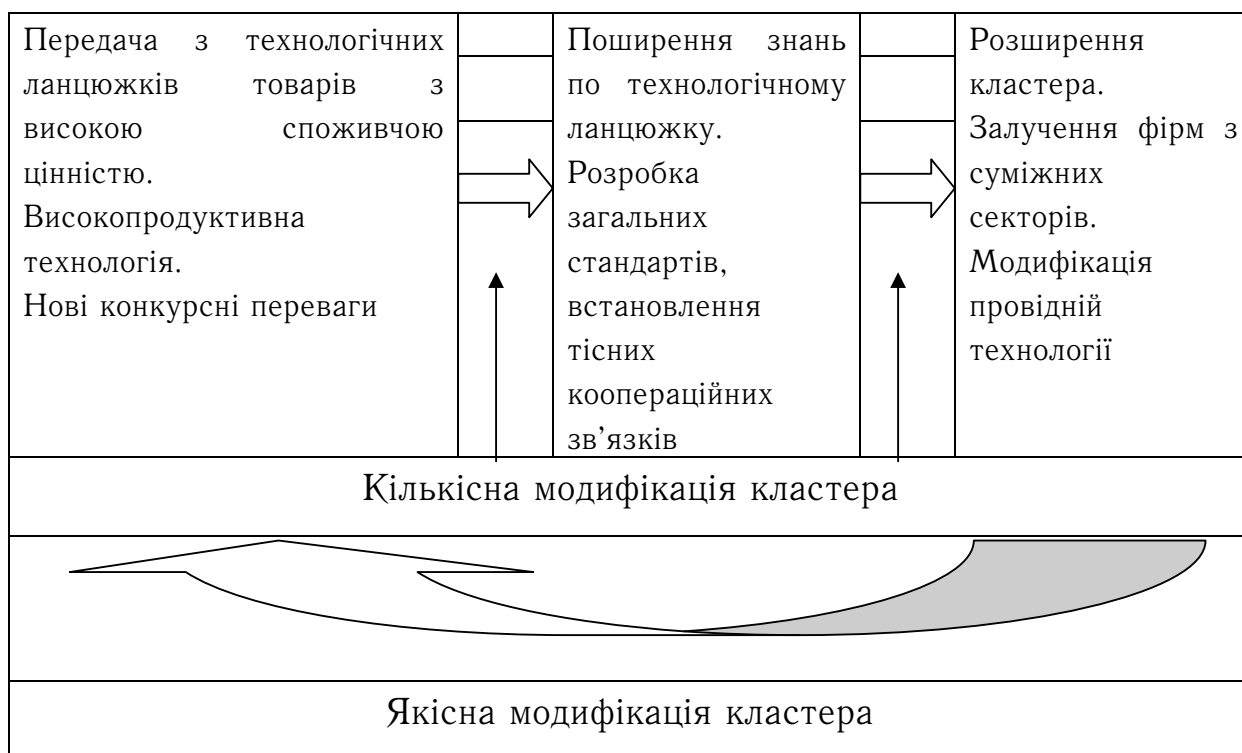 Передача з технологічних
ланцюжків товарів з
високою споживчою
цінністю.
Високопродуктивна
технологія.
Нові конкурсні переваги
Поширення знань
по технологічному
ланцюжку.
Розробка
загальних
стандартів,
встановлення
тісних
коопераційних
зв’язків
Розширення
кластера.
Залучення фірм з
суміжних
секторів.
Модифікація
провідній
технології
Кількісна модифікація кластера
Якісна модифікація кластера